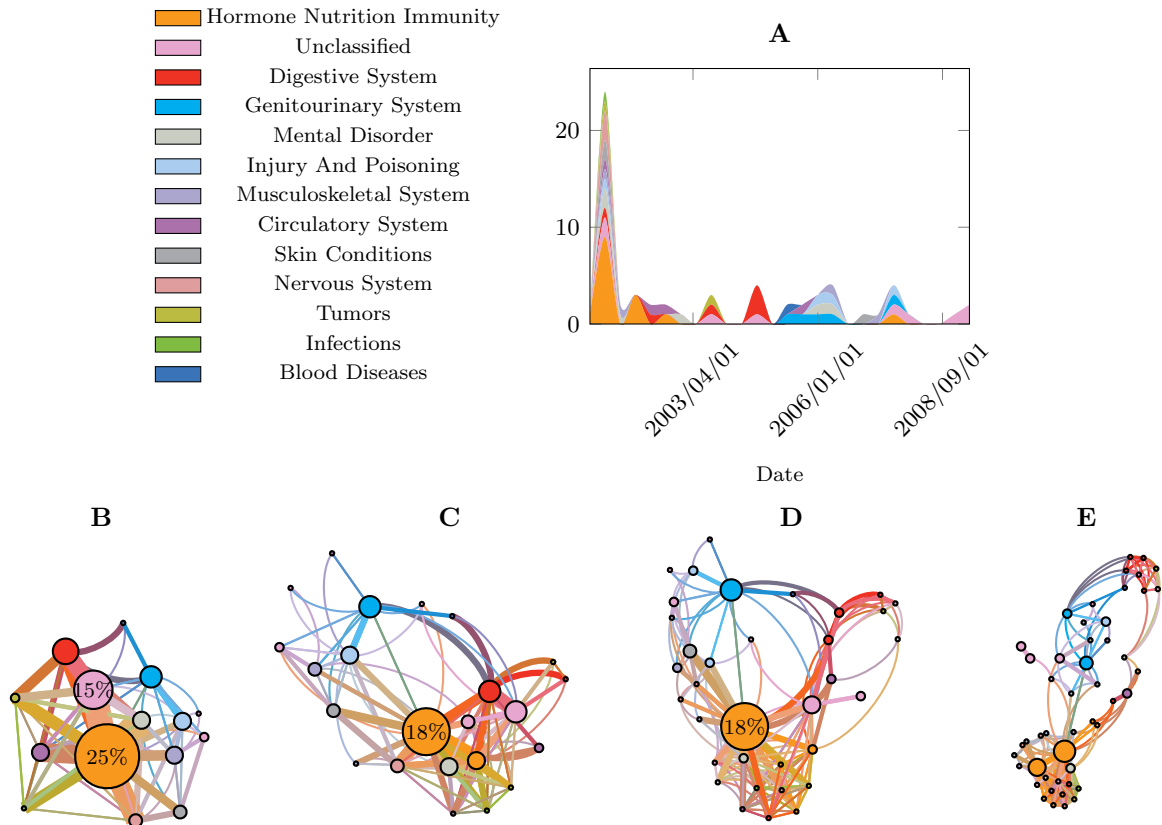 Hormone Nutrition Immunity
Unclassified
Digestive System
Genitourinary System
Mental Disorder
Injury And Poisoning
Musculoskeletal System
Circulatory System
Skin Conditions
Nervous System
Tumors
Infections
Blood Diseases
A
20
10
0
2003/04/01
2006/01/01
2008/09/01
Date
B
C
D
E
15%
25%
18%
18%